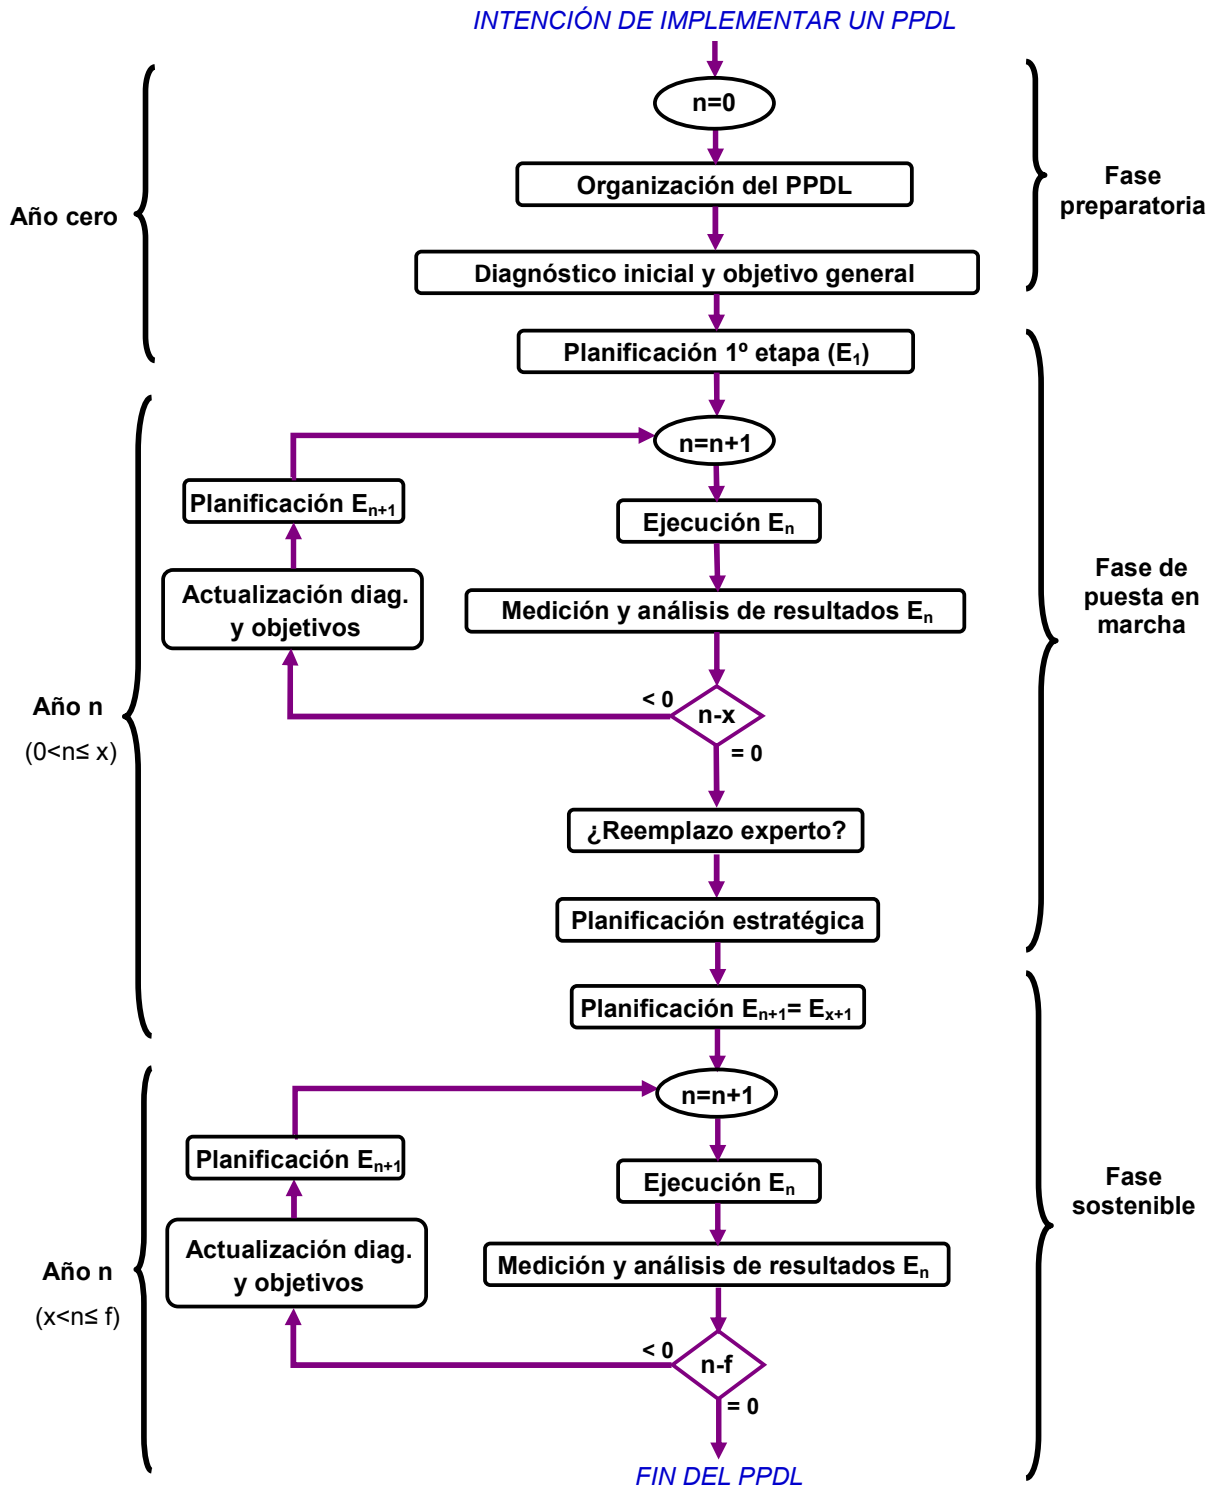 INTENCIÓN DE IMPLEMENTAR UN PPDL
n=0
Organización del PPDL
Fase
preparatoria
Año cero
Diagnóstico inicial y objetivo general
Planificación 1º etapa (E₁)
n=n+1
Planificación Eₙ₊₁
Ejecución Eₙ
Actualización diag.
y objetivos
Medición y análisis de resultados Eₙ
Fase de
puesta en
marcha
< 0
n-x
= 0
Año n
(0<n≤ x)
¿Reemplazo experto?
Planificación estratégica
Planificación Eₙ₊₁= Eₓ₊₁
n=n+1
Planificación Eₙ₊₁
Ejecución Eₙ
Fase
sostenible
Actualización diag.
y objetivos
Medición y análisis de resultados Eₙ
Año n
(x<n≤ f)
< 0
n-f
= 0
FIN DEL PPDL